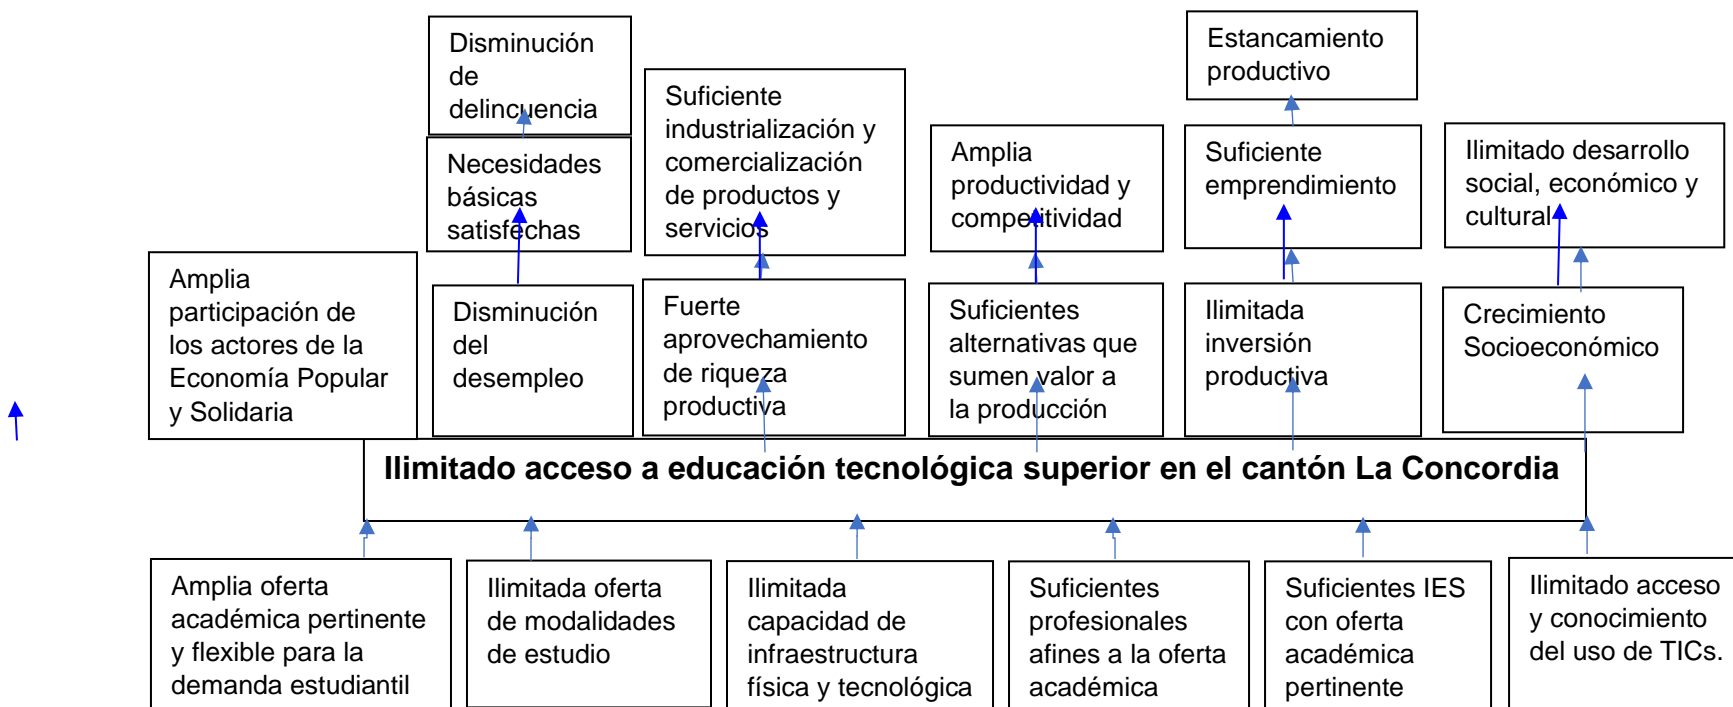 Disminución
de
delincuencia
Estancamiento
productivo
Suficiente
industrialización y
comercialización
de productos y
servicios
Necesidades
básicas
satisfechas
Amplia
productividad y
competitividad
Suficiente
emprendimiento
Ilimitado desarrollo
social, económico y
cultural
Amplia
participación de
los actores de la
Economía Popular
y Solidaria
Disminución
del
desempleo
Fuerte
aprovechamiento
de riqueza
productiva
Suficientes
alternativas que
sumen valor a
la producción
Ilimitada
inversión
productiva
Crecimiento
Socioeconómico
Ilimitado acceso a educación tecnológica superior en el cantón La Concordia
Amplia oferta
académica pertinente
y flexible para la
demanda estudiantil
Ilimitada oferta
de modalidades
de estudio
Ilimitada
capacidad de
infraestructura
física y tecnológica
Suficientes
profesionales
afines a la oferta
académica
Suficientes IES
con oferta
académica
pertinente
Ilimitado acceso
y conocimiento
del uso de TICs.